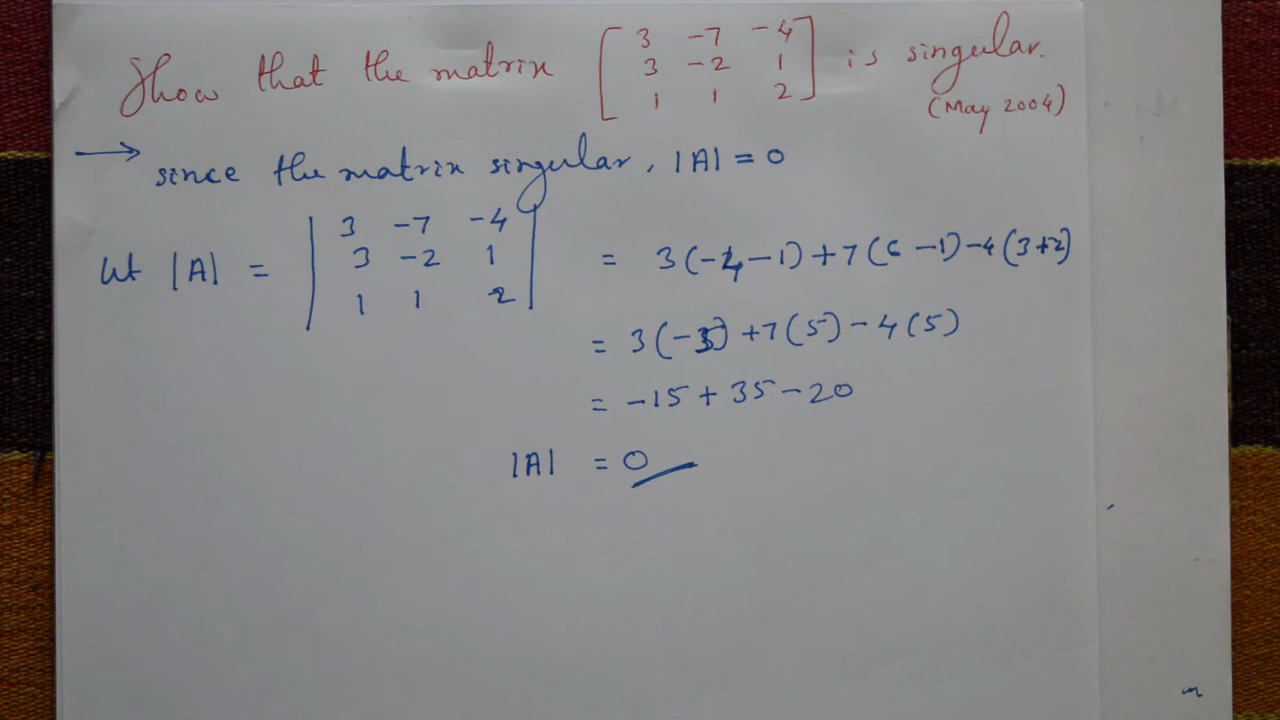 Show that the matrix [ 3 -7 -4
3 -2 1
1 1 2 ] is singular.
(May 2004)
→ since the matrix singular, |A| = 0
Let |A| = | 3 -7 -4
3 -2 1
1 1 2 | = 3(-4-1)+7(6-1)-4(3+2)
= 3(-5)+7(5)-4(5)
= -15+35-20
|A| = 0